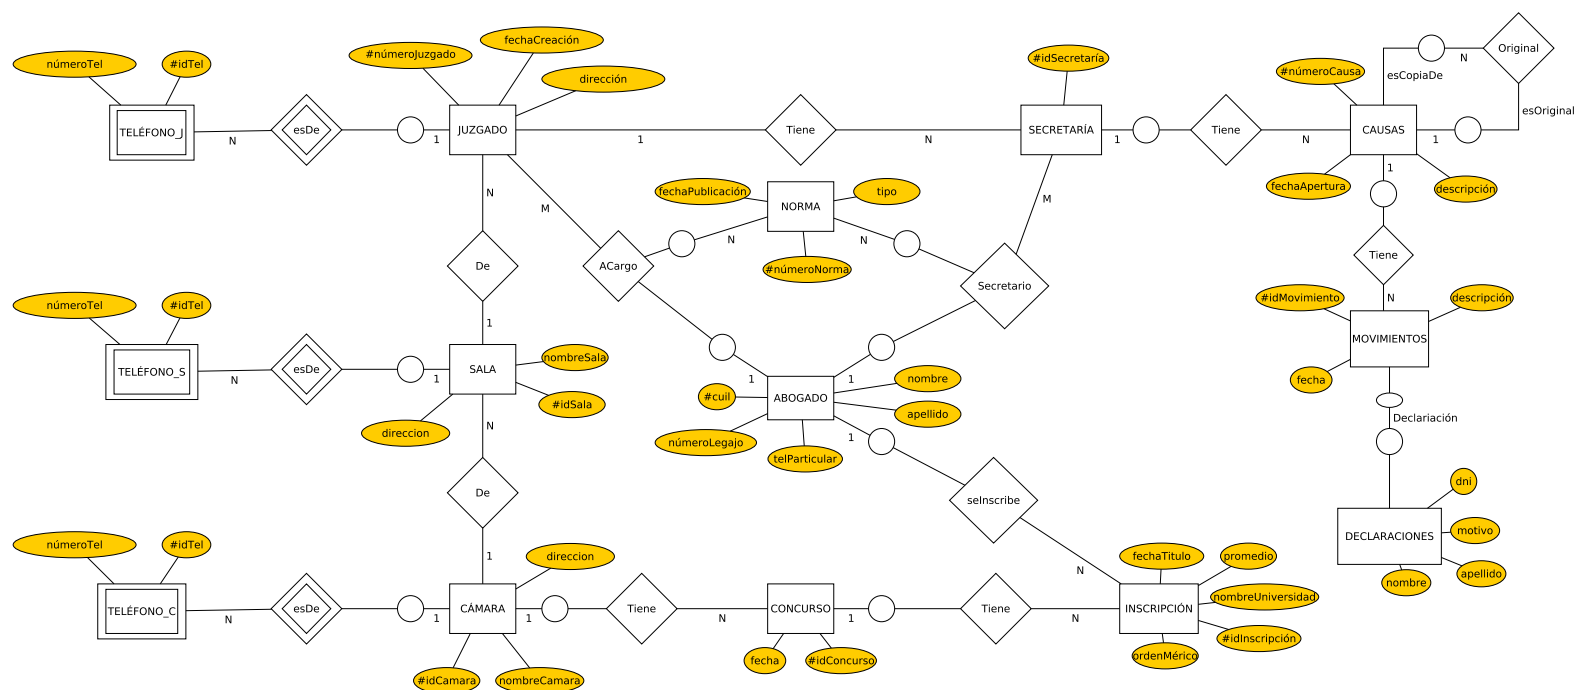 fechaCreación
#númeroJuzgado
dirección
númeroTel
#idTel
TELÉFONO_J
N
esDe
1
JUZGADO
1
Tiene
N
#idSecretaría
SECRETARÍA
1
Tiene
N
#númeroCausa
CAUSAS
fechaApertura
descripción
1
esCopiaDe
N
Original
esOriginal
1
N
M
De
1
ACargo
N
fechaPublicación
NORMA
tipo
#númeroNorma
N
M
Secretario
Tiene
N
#idMovimiento
descripción
MOVIMIENTOS
fecha
Declariación
númeroTel
#idTel
TELÉFONO_S
N
esDe
1
SALA
nombreSala
#idSala
direccion
N
De
1
1
1
#cuil
ABOGADO
nombre
apellido
númeroLegajo
telParticular
1
seInscribe
N
dni
DECLARACIONES
motivo
apellido
nombre
númeroTel
#idTel
TELÉFONO_C
N
esDe
1
CÁMARA
direccion
#idCamara
nombreCamara
1
Tiene
N
CONCURSO
fecha
#idConcurso
1
Tiene
N
INSCRIPCIÓN
fechaTitulo
promedio
nombreUniversidad
#idInscripción
ordenMérico